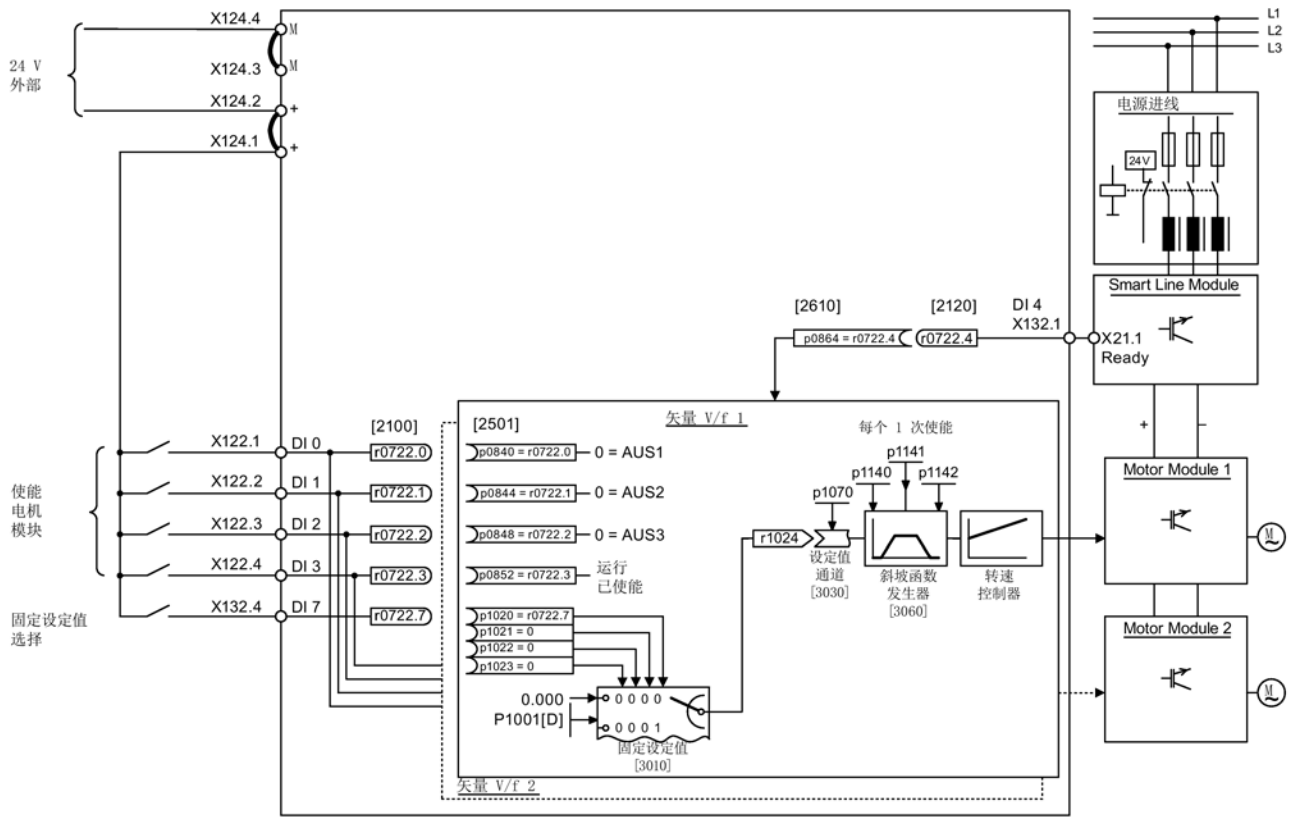 X124.4
M
X124.3
M
24 V
外部
X124.2
+
X124.1
+
L1
L2
L3
电源进线
24V
Smart Line Module
[2610]
[2120]
DI 4
X132.1
p0864 = r0722.4
r0722.4
X21.1
Ready
+
–
矢量 V/f 1
[2100]
[2501]
每个 1 次使能
p1141
p1140
p1142
p1070
使能
电机
模块
X122.1
DI 0
r0722.0
p0840 = r0722.0
0 = AUS1
X122.2
DI 1
r0722.1
p0844 = r0722.1
0 = AUS2
X122.3
DI 2
r0722.2
p0848 = r0722.2
0 = AUS3
X122.4
DI 3
r0722.3
p0852 = r0722.3
运行
已使能
固定设定值
选择
X132.4
DI 7
r0722.7
p1020 = r0722.7
p1021 = 0
p1022 = 0
p1023 = 0
r1024
设定值
通道
[3030]
斜坡函数
发生器
[3060]
转速
控制器
Motor Module 1
M
~
Motor Module 2
M
~
0.000
0 0 0 0
P1001[D]
0 0 0 1
固定设定值
[3010]
矢量 V/f 2